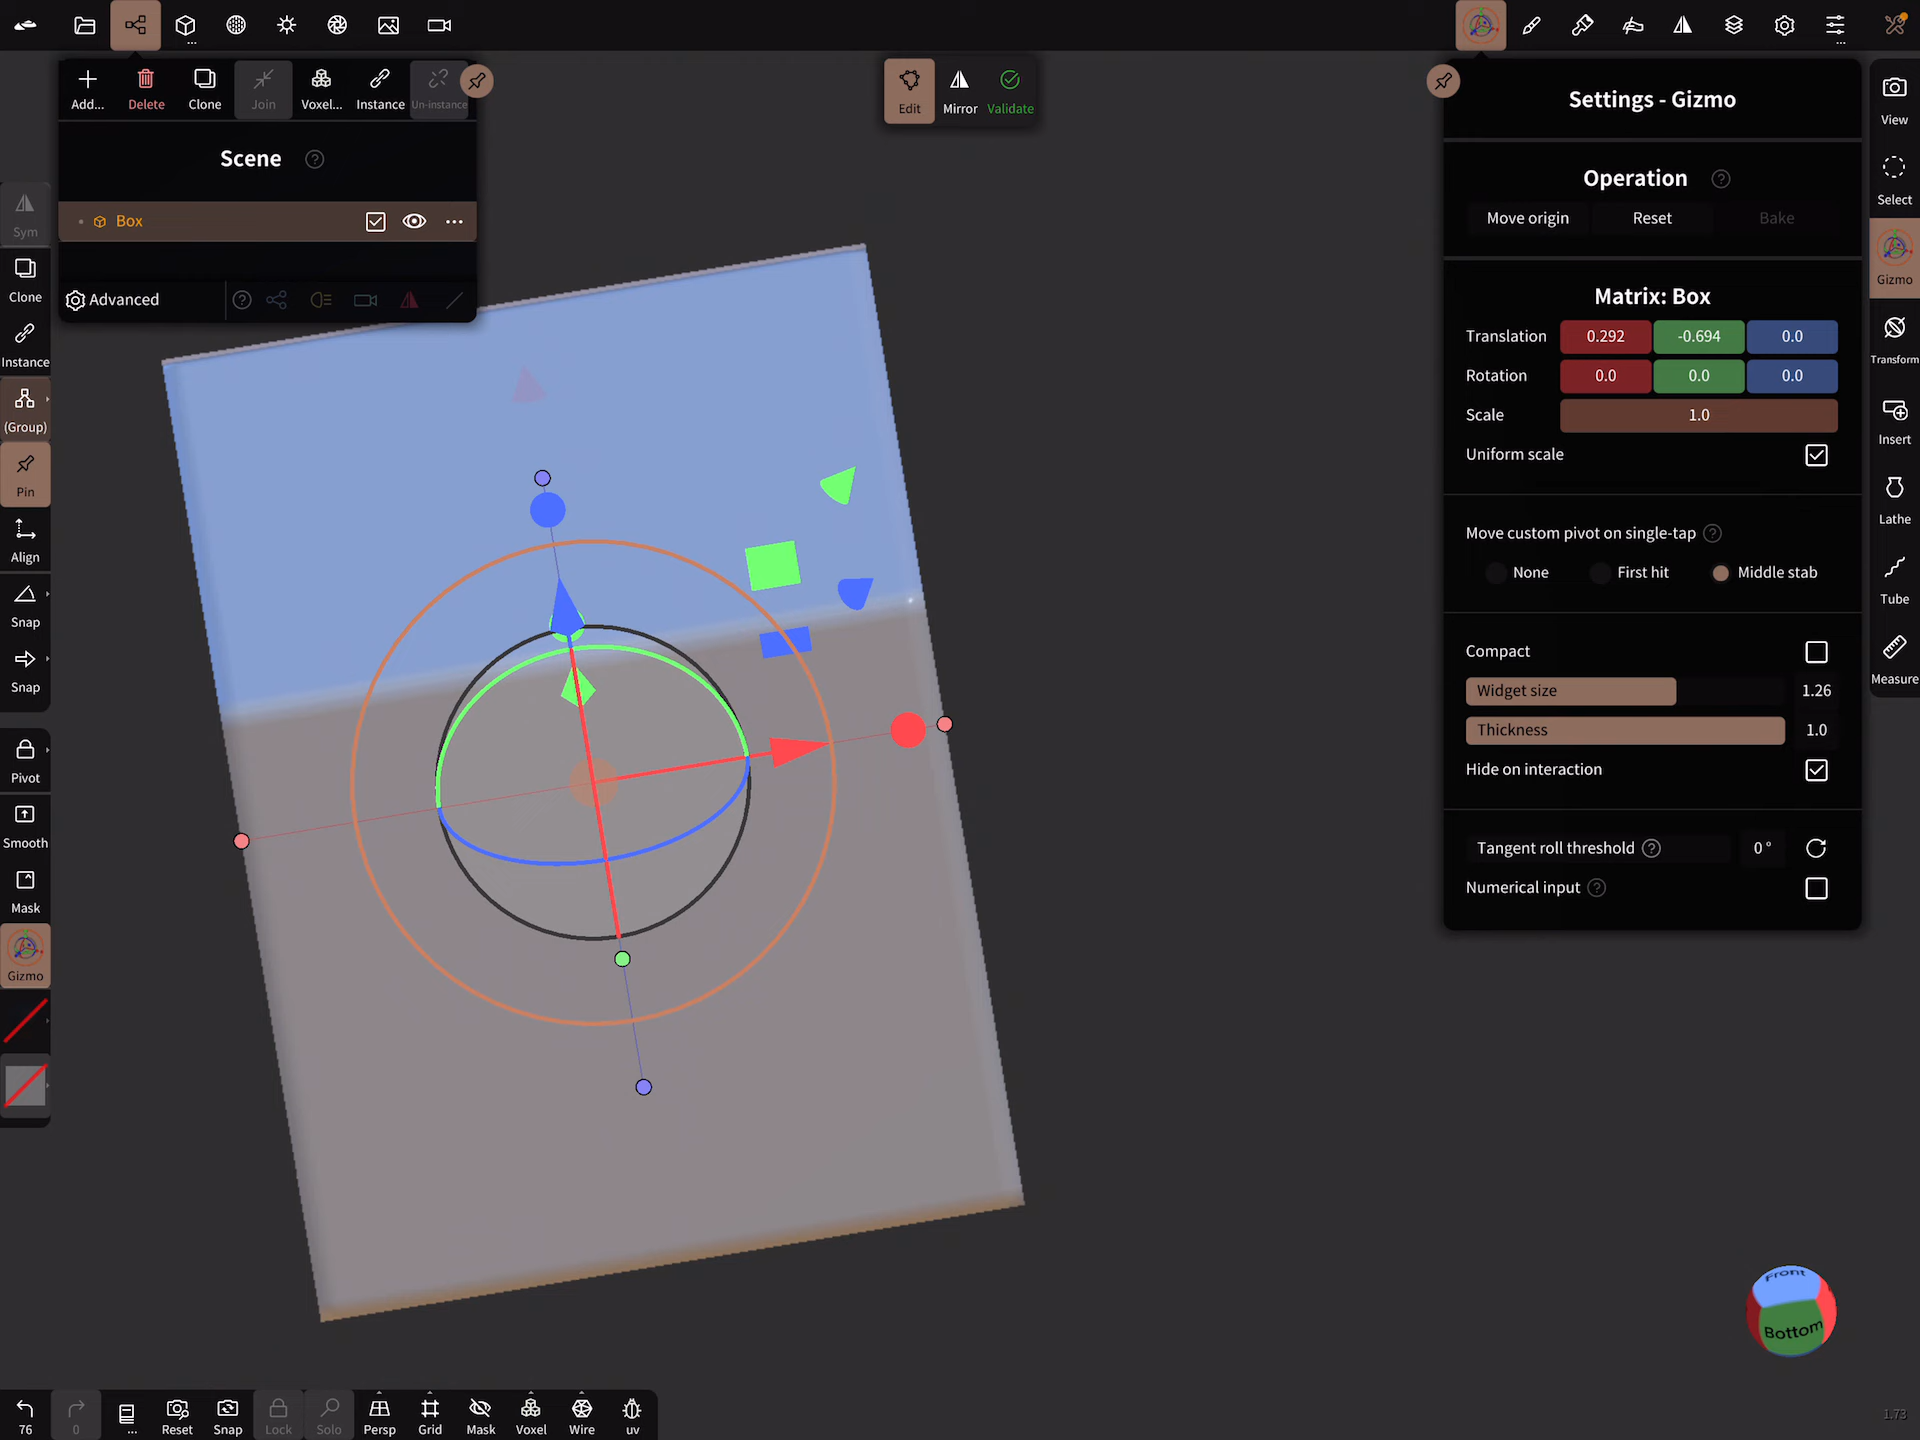 Add...
Delete
Clone
Join
Voxel...
Instance
Un-instance
Scene
Box
Advanced
Edit
Mirror
Validate
Sym
Clone
Instance
(Group)
Pin
Align
Snap
Snap
Pivot
Smooth
Mask
Gizmo
Settings - Gizmo
Operation
Move origin
Reset
Bake
Matrix: Box
Translation
0.292
-0.694
0.0
Rotation
0.0
0.0
0.0
Scale
1.0
Uniform scale
Move custom pivot on single-tap
None
First hit
Middle stab
Compact
Widget size
1.26
Thickness
1.0
Hide on interaction
Tangent roll threshold
0 °
Numerical input
View
Select
Gizmo
Transform
Insert
Lathe
Tube
Measure
Front
Bottom
76
0
...
Reset
Snap
Lock
Solo
Persp
Grid
Mask
Voxel
Wire
uv
1.73